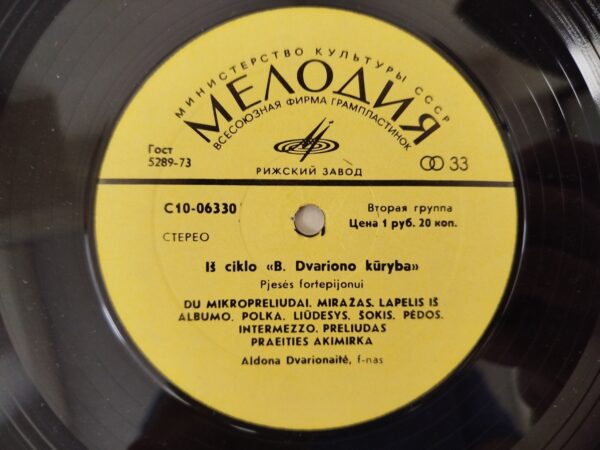 МИНИСТЕРСТВО КУЛЬТУРЫ СССР
МЕЛОДИЯ
ВСЕСОЮЗНАЯ ФИРМА ГРАМПЛАСТИНОК
Гост
5289-73
РИЖСКИЙ ЗАВОД
33
С10-06330
Вторая группа
СТЕРЕО
Цена 1 руб. 20 коп.
Iš ciklo «B. Dvariono kūryba»
Pjesės fortepijonui
DU MIKROPRELIUDAI. MIRAŽAS. LAPELIS IŠ
ALBUMO. POLKA. LIŪDESYS. ŠOKIS. PĖDOS.
INTERMEZZO. PRELIUDAS
PRAEITIES AKIMIRKA
Aldona Dvarionaitė, f-nas